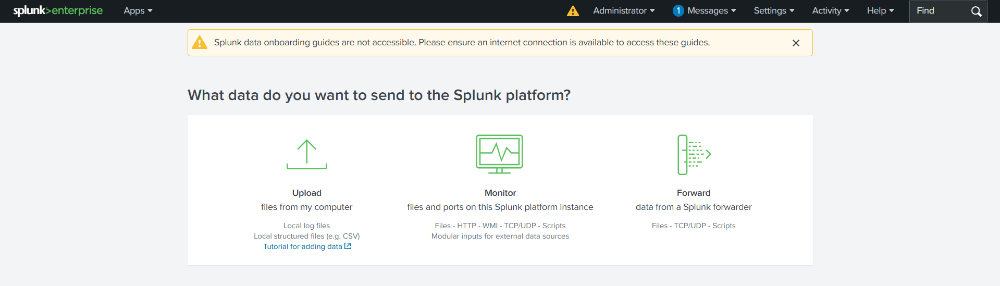 splunk>enterprise Apps Administrator 1 Messages Settings Activity Help Find
Splunk data onboarding guides are not accessible. Please ensure an internet connection is available to access these guides.
What data do you want to send to the Splunk platform?
Upload
files from my computer
Local log files
Local structured files (e.g. CSV)
Tutorial for adding data
Monitor
files and ports on this Splunk platform instance
Files - HTTP - WMI - TCP/UDP - Scripts
Modular inputs for external data sources
Forward
data from a Splunk forwarder
Files - TCP/UDP - Scripts